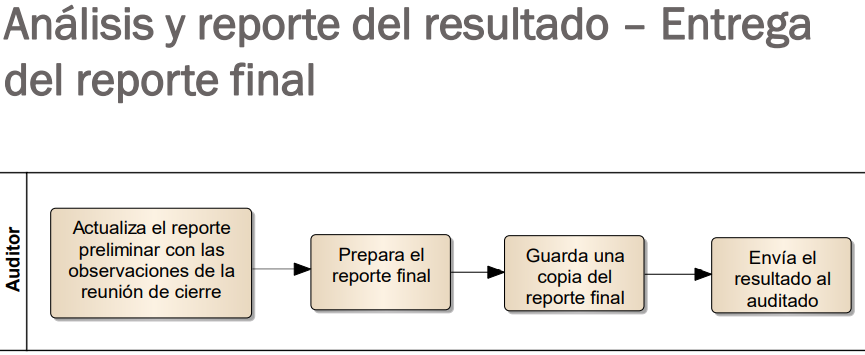 Análisis y reporte del resultado – Entrega
del reporte final
Auditor
Actualiza el reporte
preliminar con las
observaciones de la
reunión de cierre
Prepara el
reporte final
Guarda una
copia del
reporte final
Envía el
resultado al
auditado